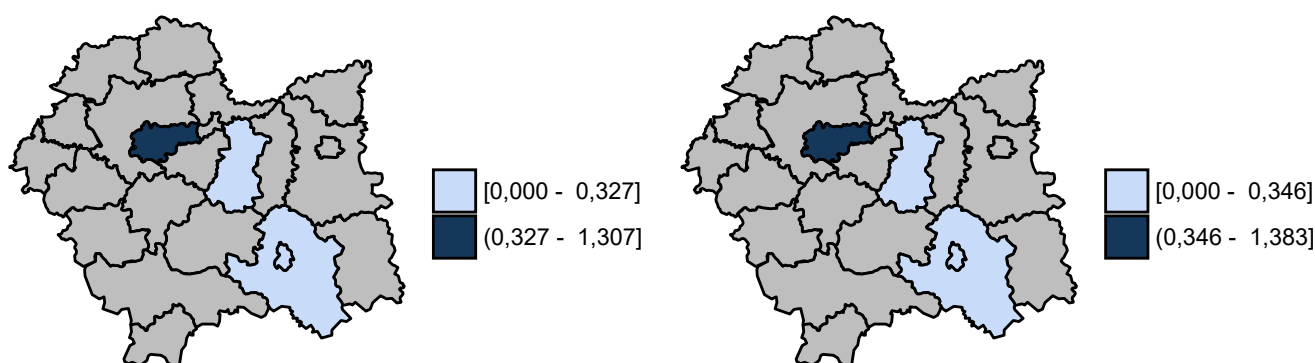 [0,000 - 0,327]
(0,327 - 1,307]
[0,000 - 0,346]
(0,346 - 1,383]